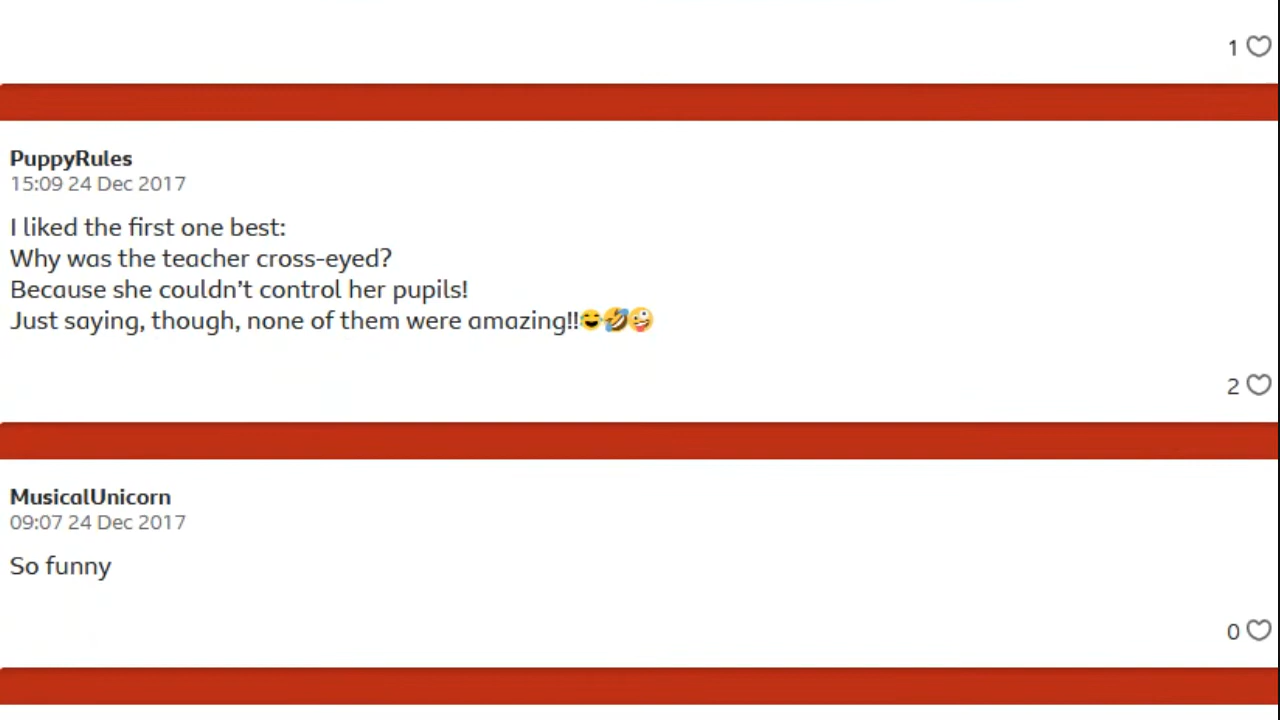 1
PuppyRules
15:09 24 Dec 2017
I liked the first one best:
Why was the teacher cross-eyed?
Because she couldn’t control her pupils!
Just saying, though, none of them were amazing!!😂🤣🤪
2
MusicalUnicorn
09:07 24 Dec 2017
So funny
0